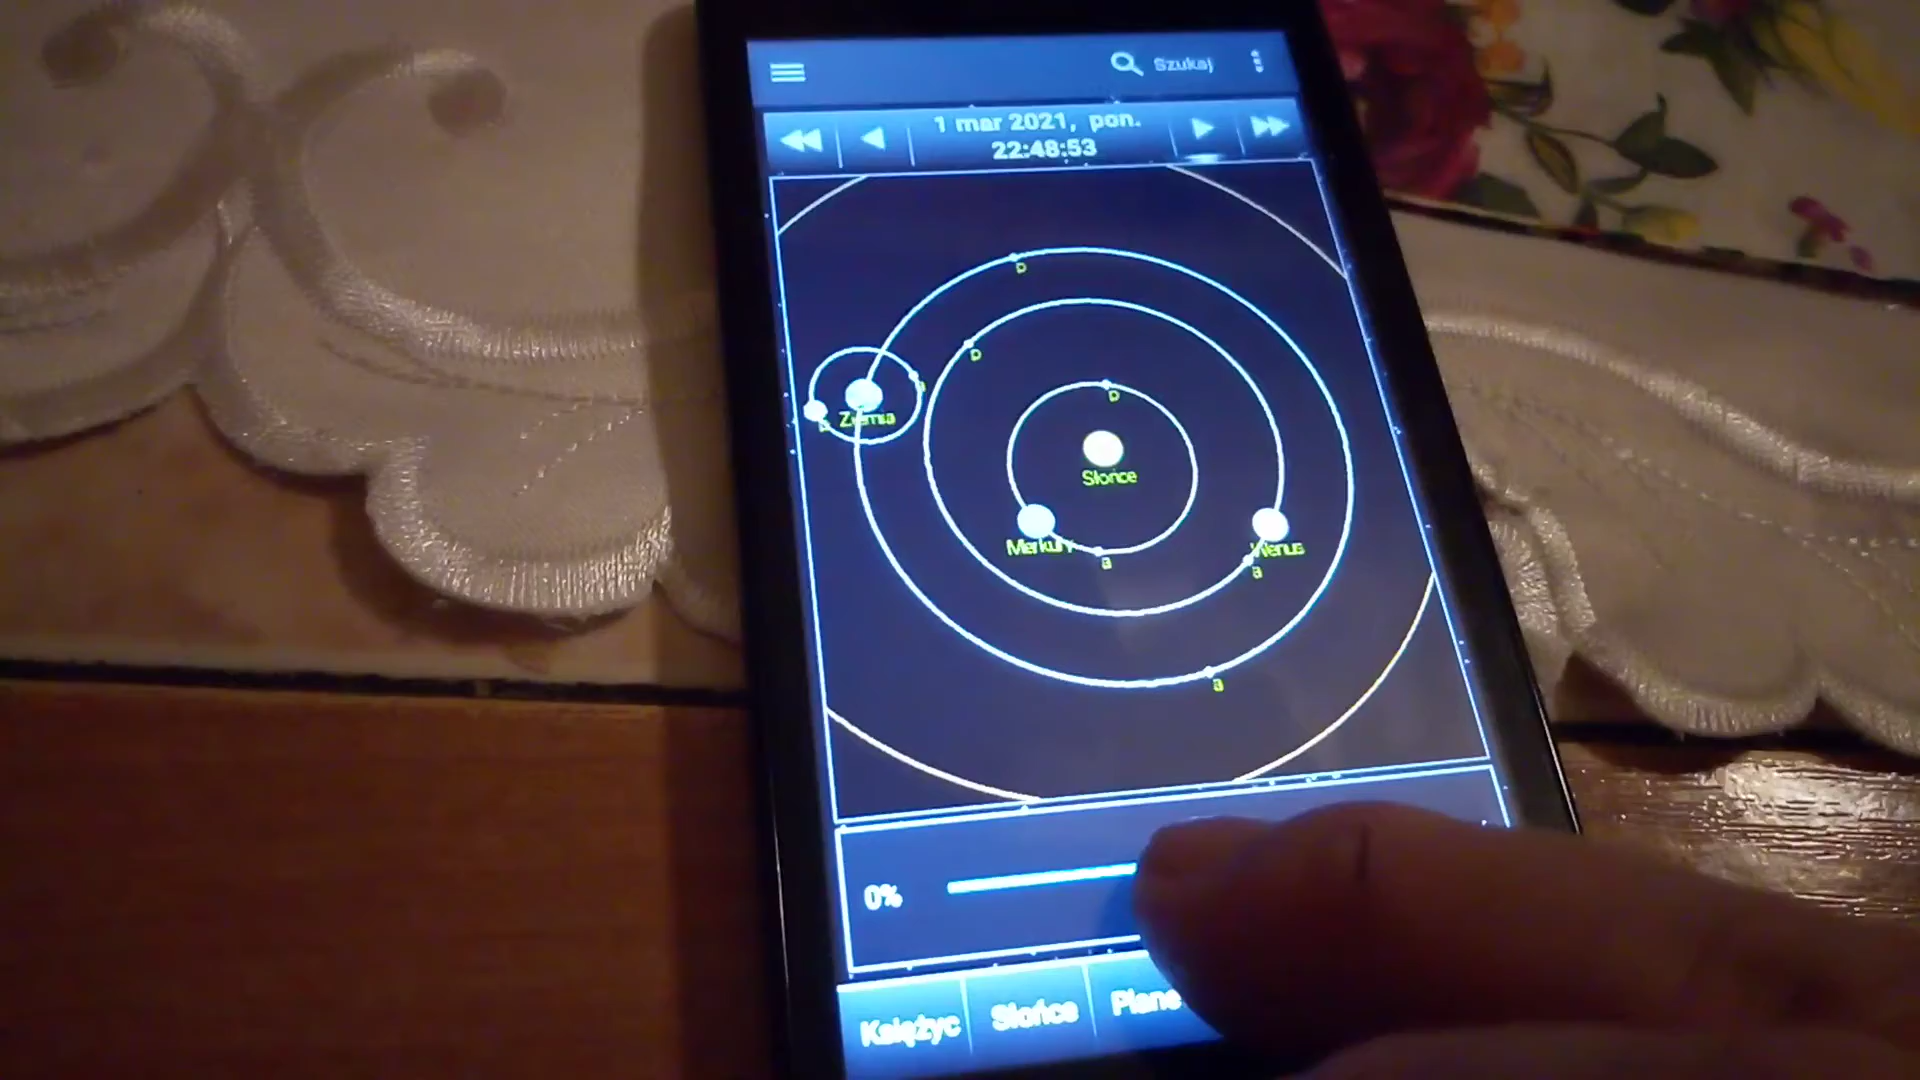 Szukaj
1 mar 2021, pon.
22:48:53
p
p
p
a
Ziemia
p
Słońce
Merkury
Wenus
a
a
a
0%
Księżyc
Słońce
Plane